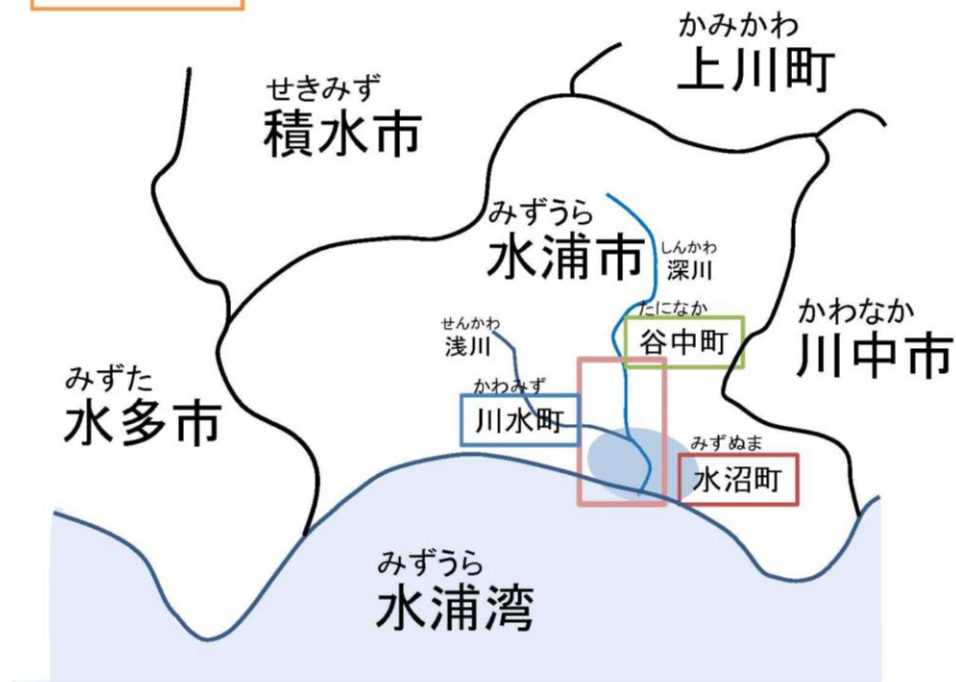 かみかわ
上川町
せきみず
積水市
みずうら
水浦市
しんかわ
深川
たになか
谷中町
かわなか
川中市
せんかわ
浅川
みずた
水多市
かわみず
川水町
みずぬま
水沼町
みずうら
水浦湾